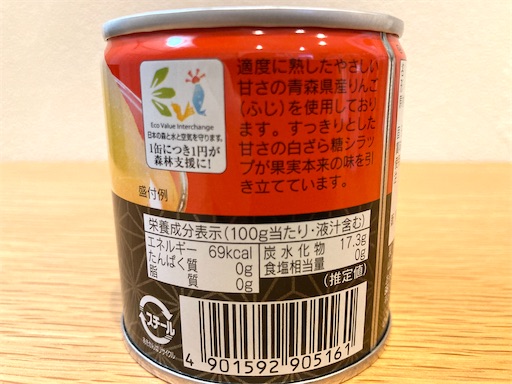 適度に熟したやさしい
甘さの青森県産りんご
(ふじ)を使用しており
ます。すっきりとした
甘さの白ざら糖シラッ
プが果実本来の味を引
き立てています。
Eco Value Interchange
日本の森と水と空気を守ります。
1缶につき1円が
森林支援に!
盛付例
栄養成分表示(100g当たり・液汁含む)
エネルギー 69kcal
たんぱく質 0g
脂質 0g
炭水化物 17.3g
食塩相当量 0g
(推定値)
スチール
4 901592 905161